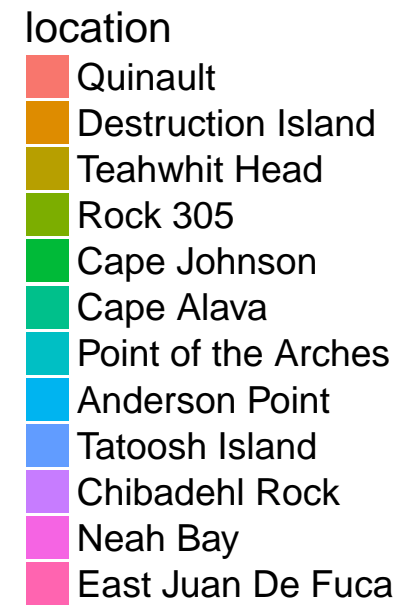 location
Quinault
Destruction Island
Teahwhit Head
Rock 305
Cape Johnson
Cape Alava
Point of the Arches
Anderson Point
Tatoosh Island
Chibadehl Rock
Neah Bay
East Juan De Fuca